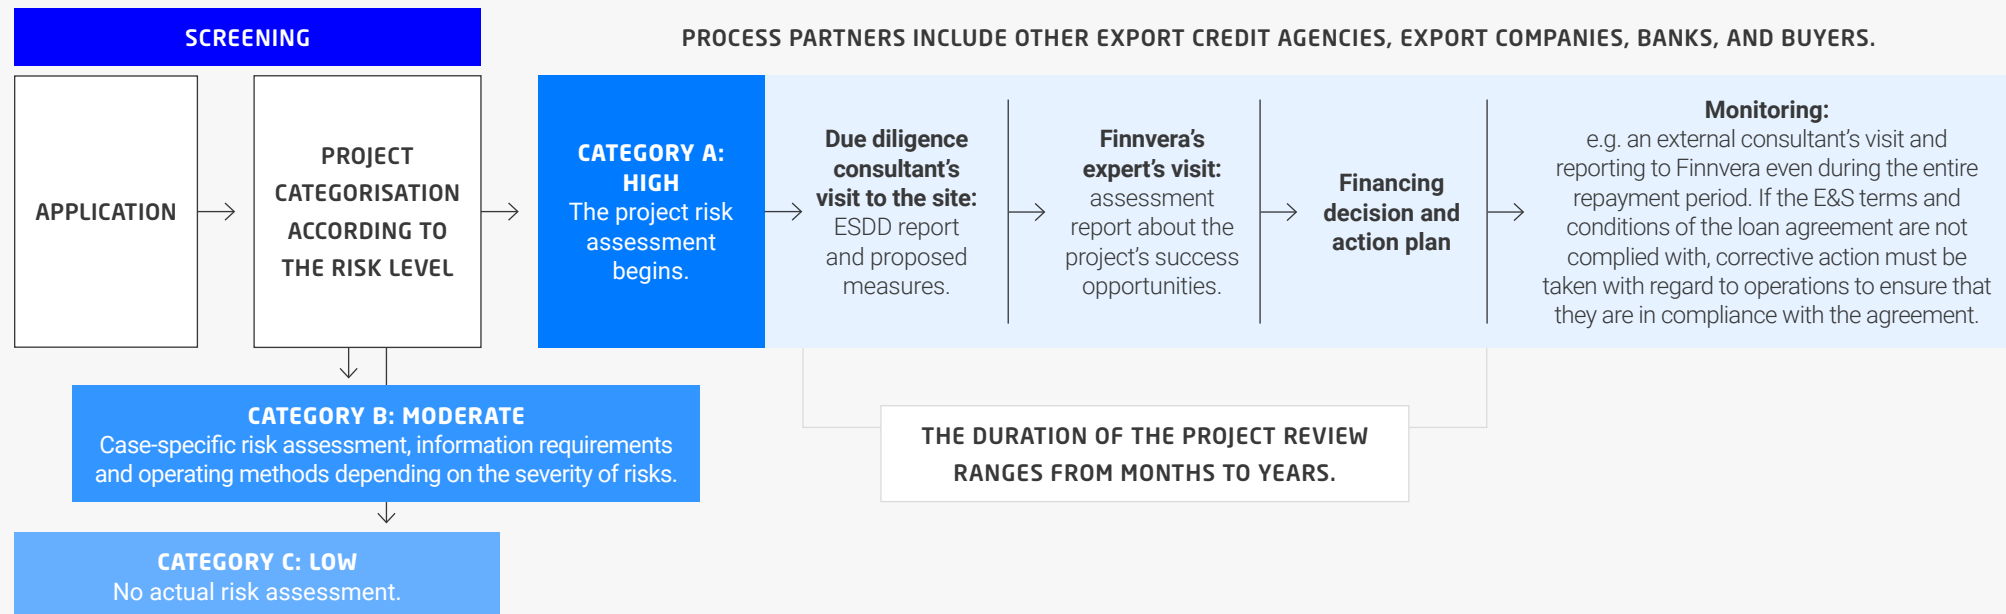 SCREENING
PROCESS PARTNERS INCLUDE OTHER EXPORT CREDIT AGENCIES, EXPORT COMPANIES, BANKS, AND BUYERS.
APPLICATION
PROJECT
CATEGORISATION
ACCORDING TO
THE RISK LEVEL
CATEGORY A:
HIGH
The project risk
assessment
begins.
Due diligence
consultant’s
visit to the site:
ESDD report
and proposed
measures.
Finnvera’s
expert’s visit:
assessment
report about the
project’s success
opportunities.
Financing
decision and
action plan
Monitoring:
e.g. an external consultant’s visit and
reporting to Finnvera even during the entire
repayment period. If the E&S terms and
conditions of the loan agreement are not
complied with, corrective action must be
taken with regard to operations to ensure that
they are in compliance with the agreement.
CATEGORY B: MODERATE
Case-specific risk assessment, information requirements
and operating methods depending on the severity of risks.
THE DURATION OF THE PROJECT REVIEW
RANGES FROM MONTHS TO YEARS.
CATEGORY C: LOW
No actual risk assessment.